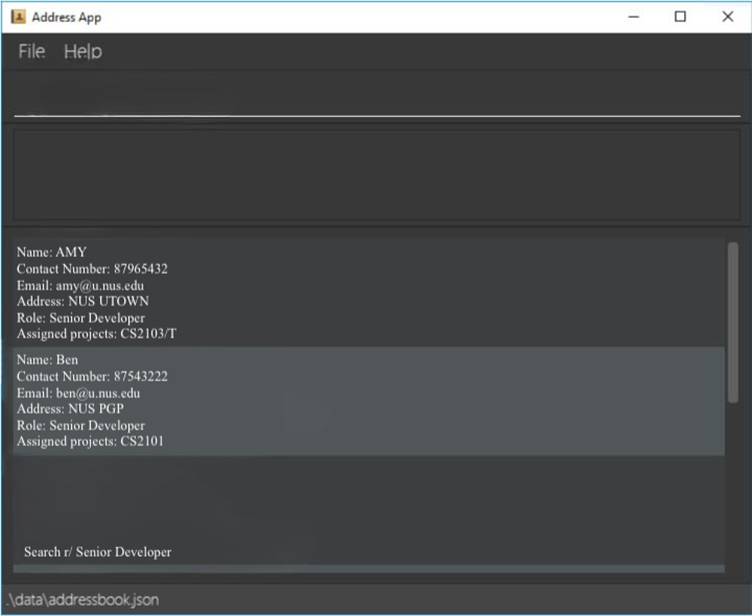 Address App
File Help
Name: AMY
Contact Number: 87965432
Email: amy@u.nus.edu
Address: NUS UTOWN
Role: Senior Developer
Assigned projects: CS2103/T
Name: Ben
Contact Number: 87543222
Email: ben@u.nus.edu
Address: NUS PGP
Role: Senior Developer
Assigned projects: CS2101
Search r/ Senior Developer
.\data\addressbook.json